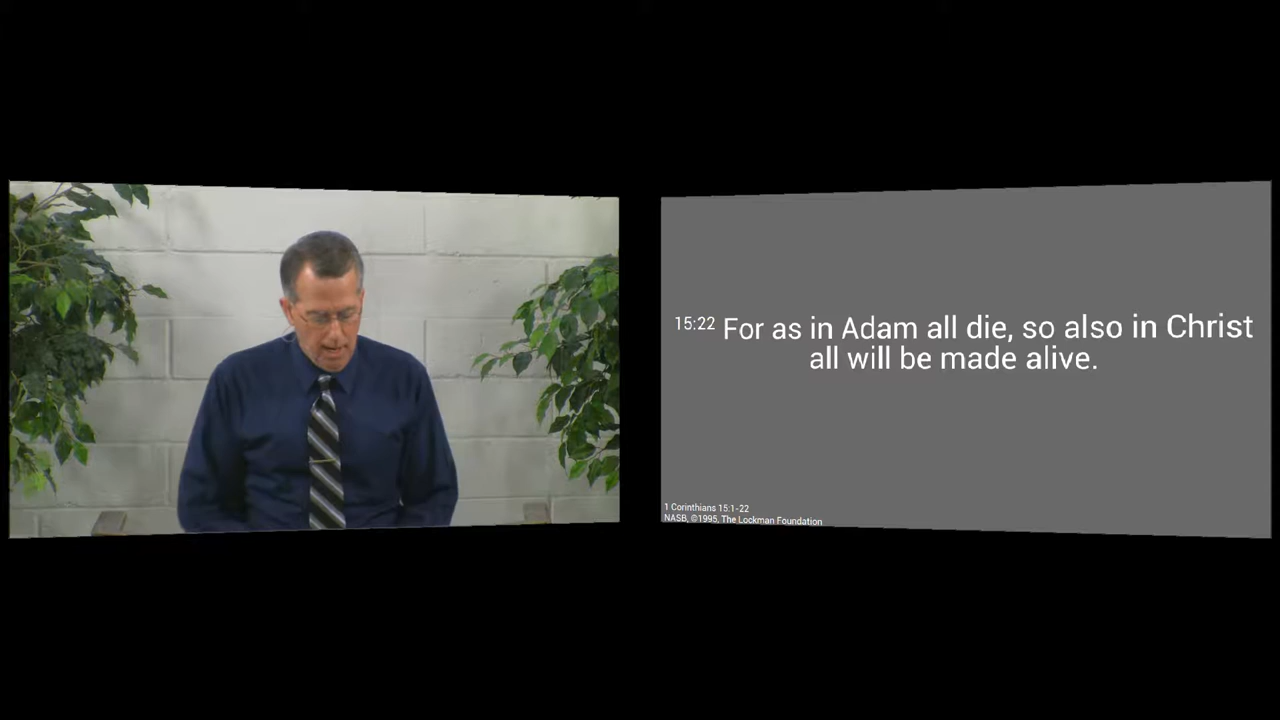 15:22 For as in Adam all die, so also in Christ
all will be made alive.
1 Corinthians 15:1-22
NASB, ©1995, The Lockman Foundation